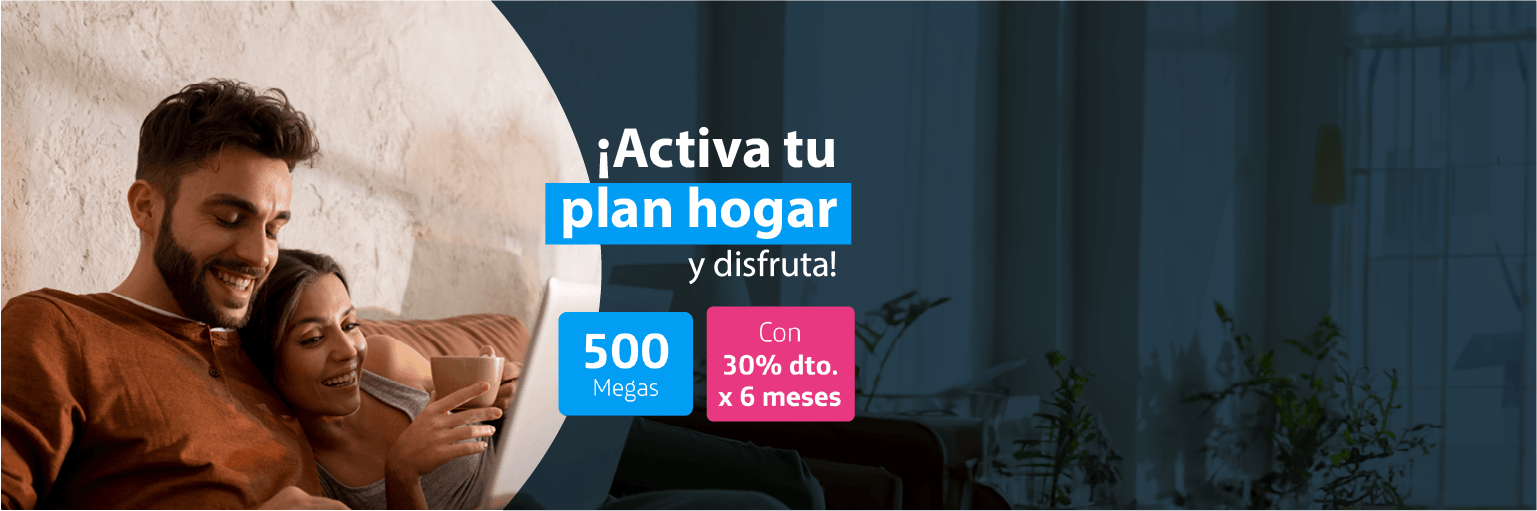 ¡Activa tu
plan hogar
y disfruta!
500
Megas
Con
30% dto.
x 6 meses